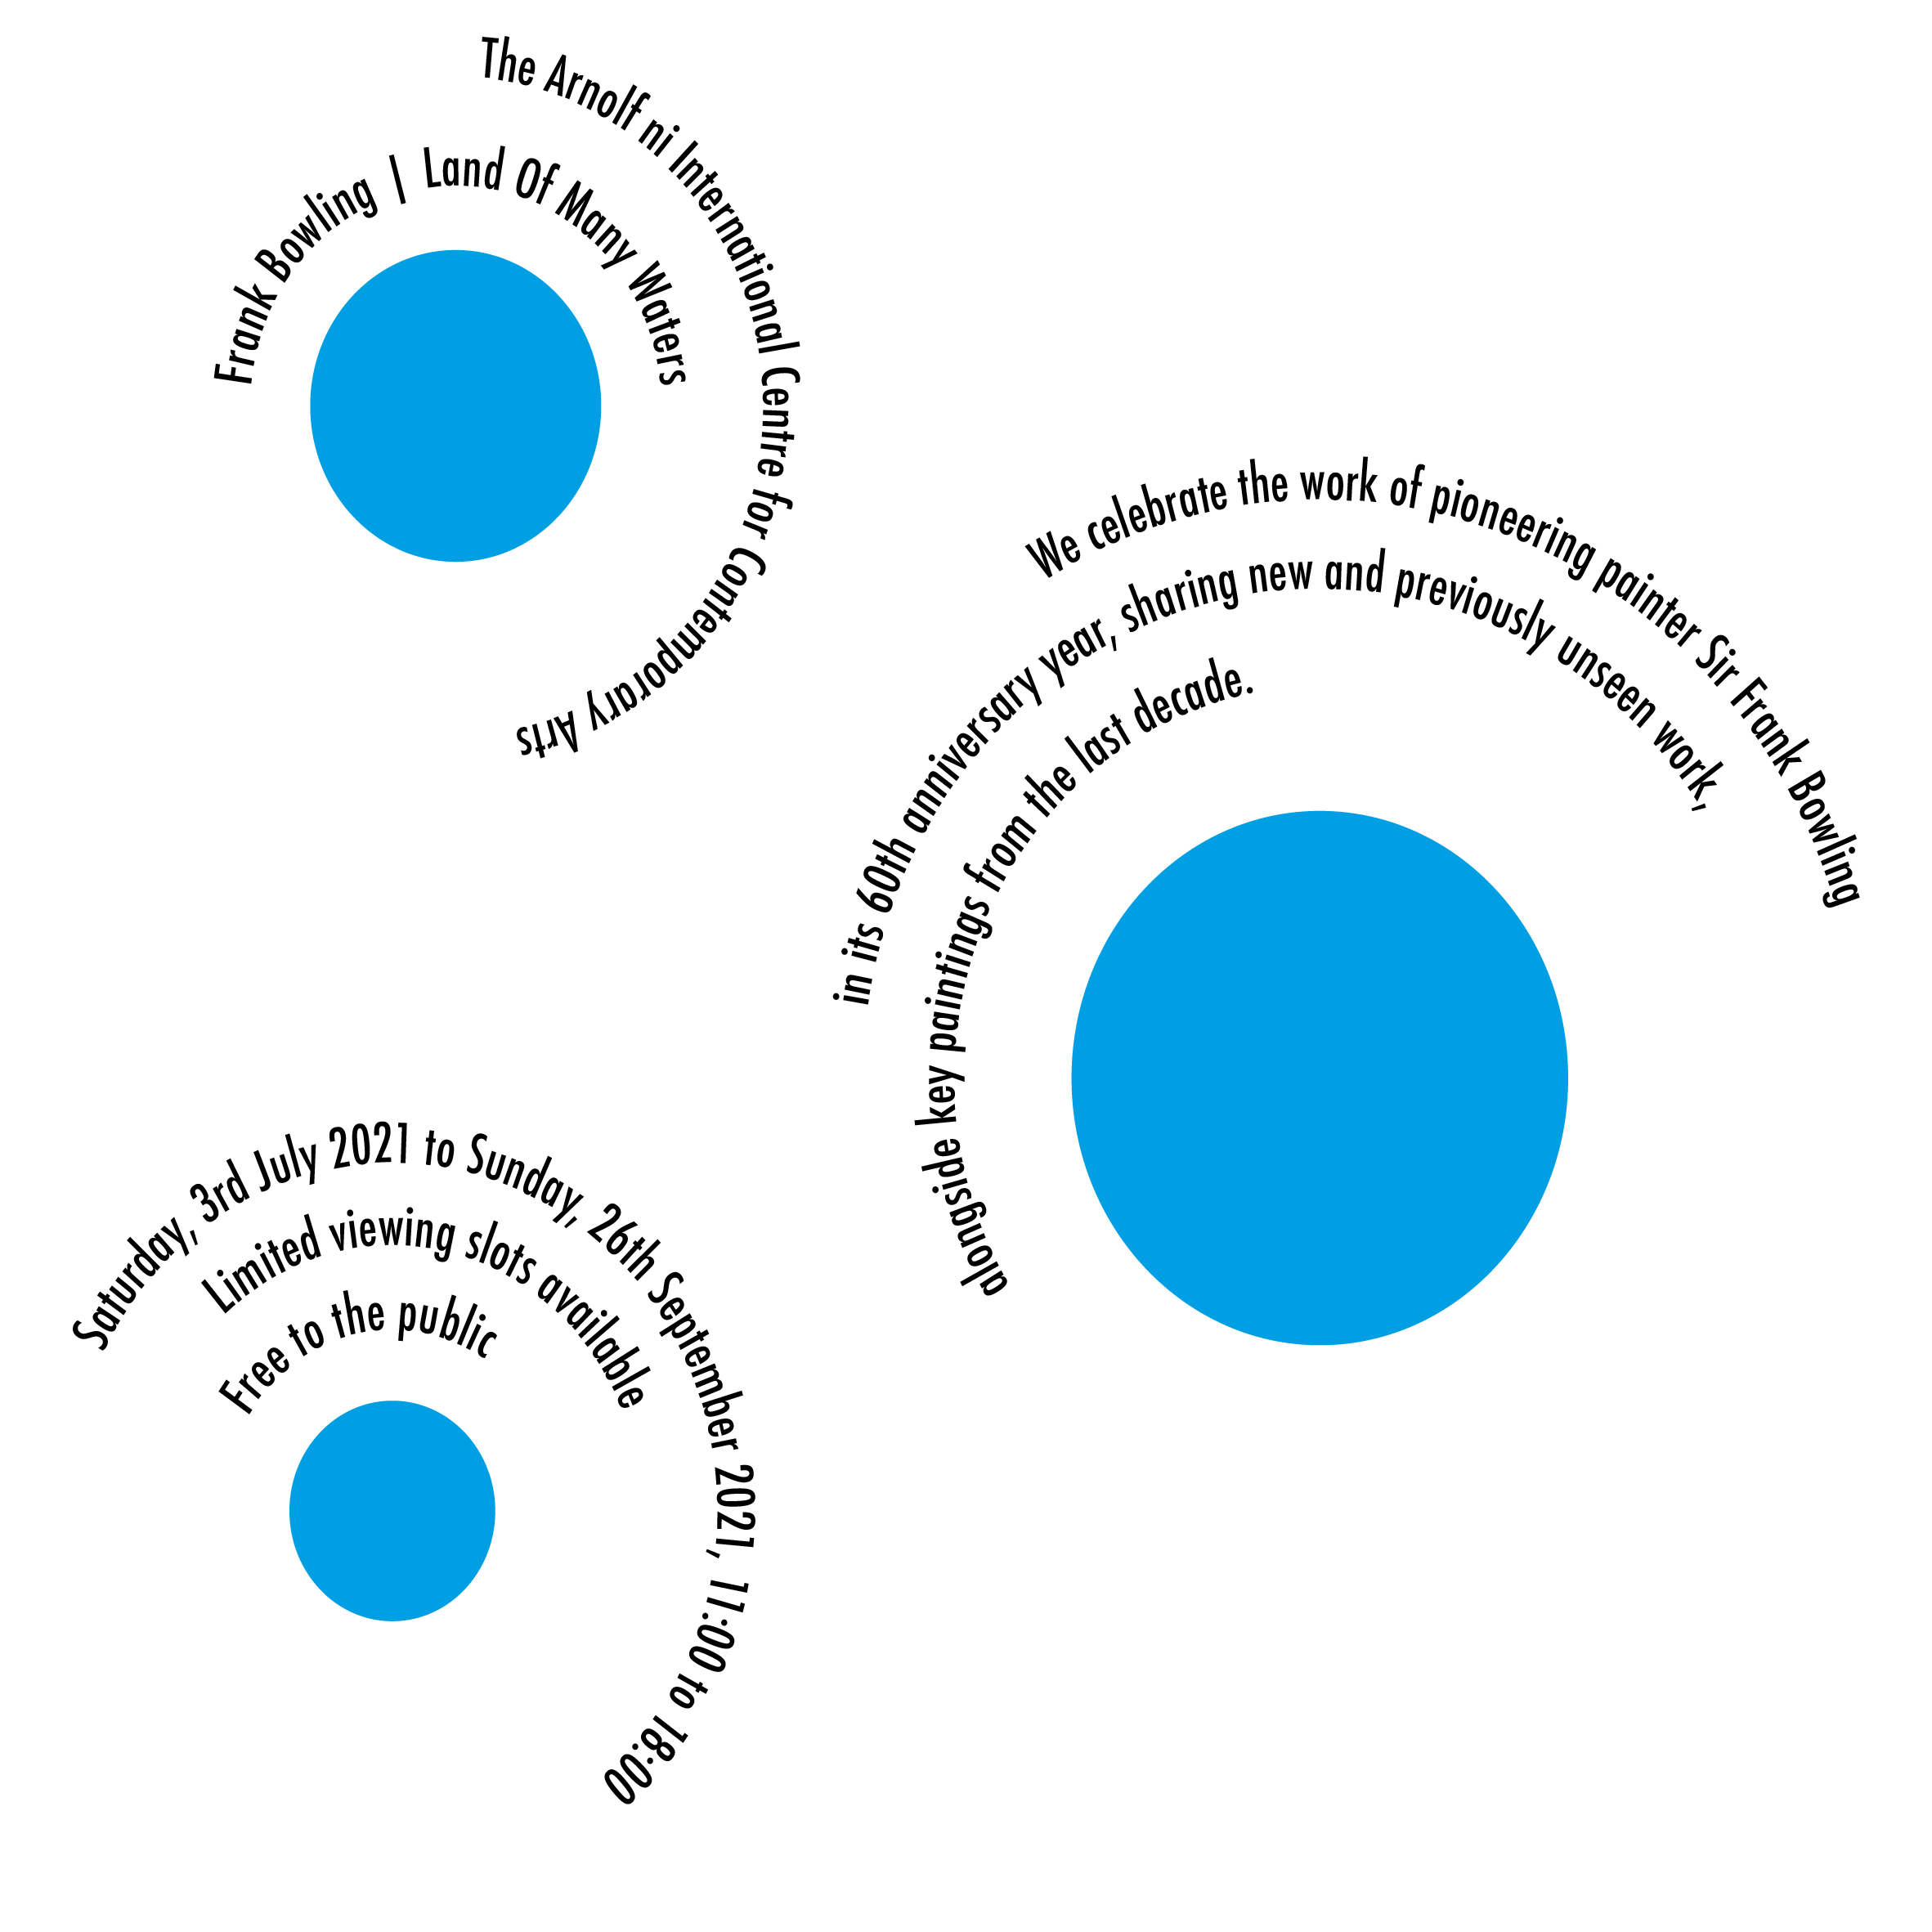 The Arnolf ni International Centre for Contemporary Arts
Frank Bowling / Land Of Many Waters
We celebrate the work of pioneering painter Sir Frank Bowling
in its 60th anniversary year, sharing new and previously unseen work,
alongside key paintings from the last decade.
Saturday, 3rd July 2021 to Sunday, 26th September 2021, 11:00 to 18:00
Limited viewing slots available
Free to the public